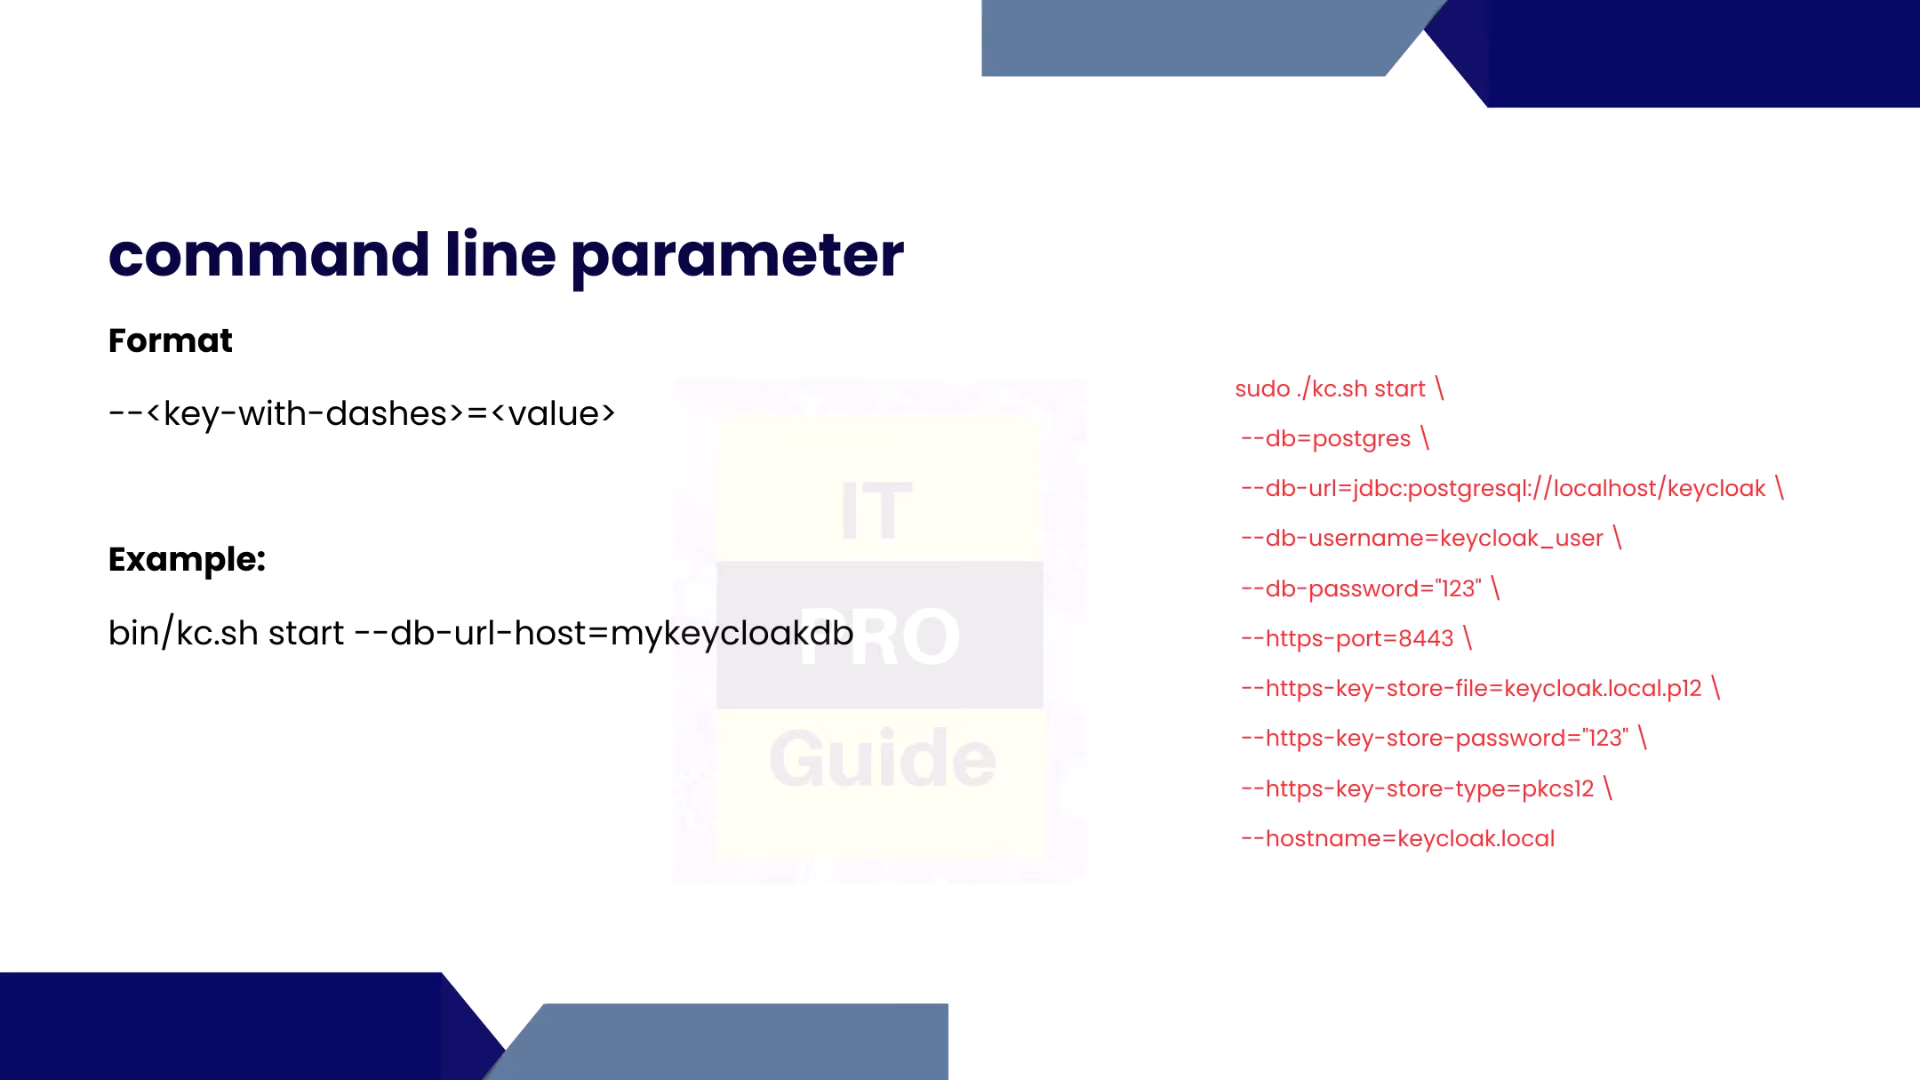 command line parameter
Format
--<key-with-dashes>=<value>
Example:
bin/kc.sh start --db-url-host=mykeycloakdb
IT
PRO
Guide
sudo ./kc.sh start \
--db=postgres \
--db-url=jdbc:postgresql://localhost/keycloak \
--db-username=keycloak_user \
--db-password="123" \
--https-port=8443 \
--https-key-store-file=keycloak.local.p12 \
--https-key-store-password="123" \
--https-key-store-type=pkcs12 \
--hostname=keycloak.local